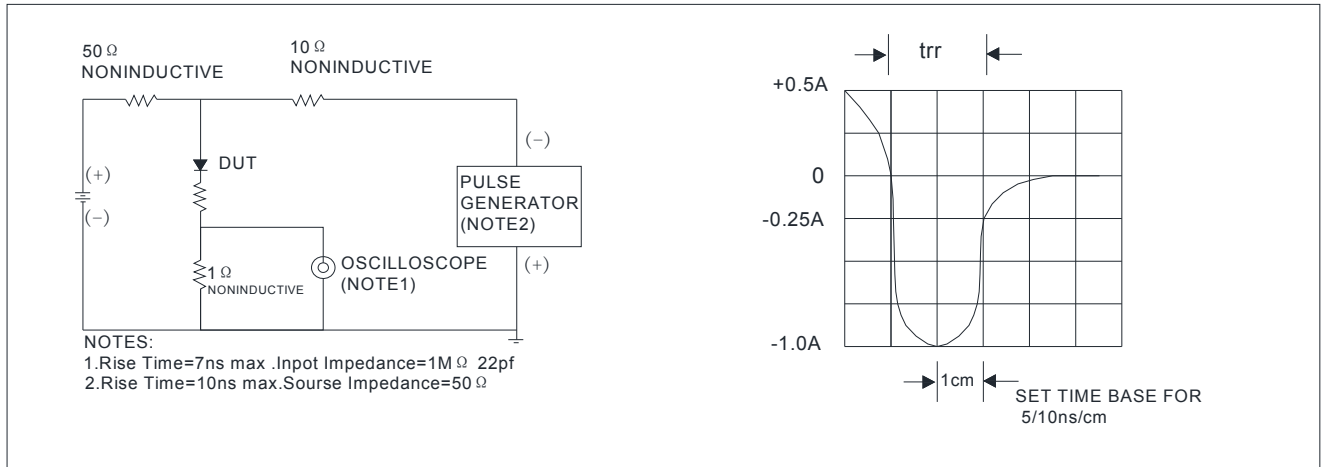 50 Ω
NONINDUCTIVE
10 Ω
NONINDUCTIVE
(+)
(-)
DUT
1 Ω
NONINDUCTIVE
OSCILLOSCOPE
(NOTE1)
(-)
PULSE
GENERATOR
(NOTE2)
(+)
NOTES:
1.Rise Time=7ns max .Inpot Impedance=1M Ω 22pf
2.Rise Time=10ns max.Sourse Impedance=50 Ω
trr
+0.5A
0
-0.25A
-1.0A
1cm
SET TIME BASE FOR
5/10ns/cm